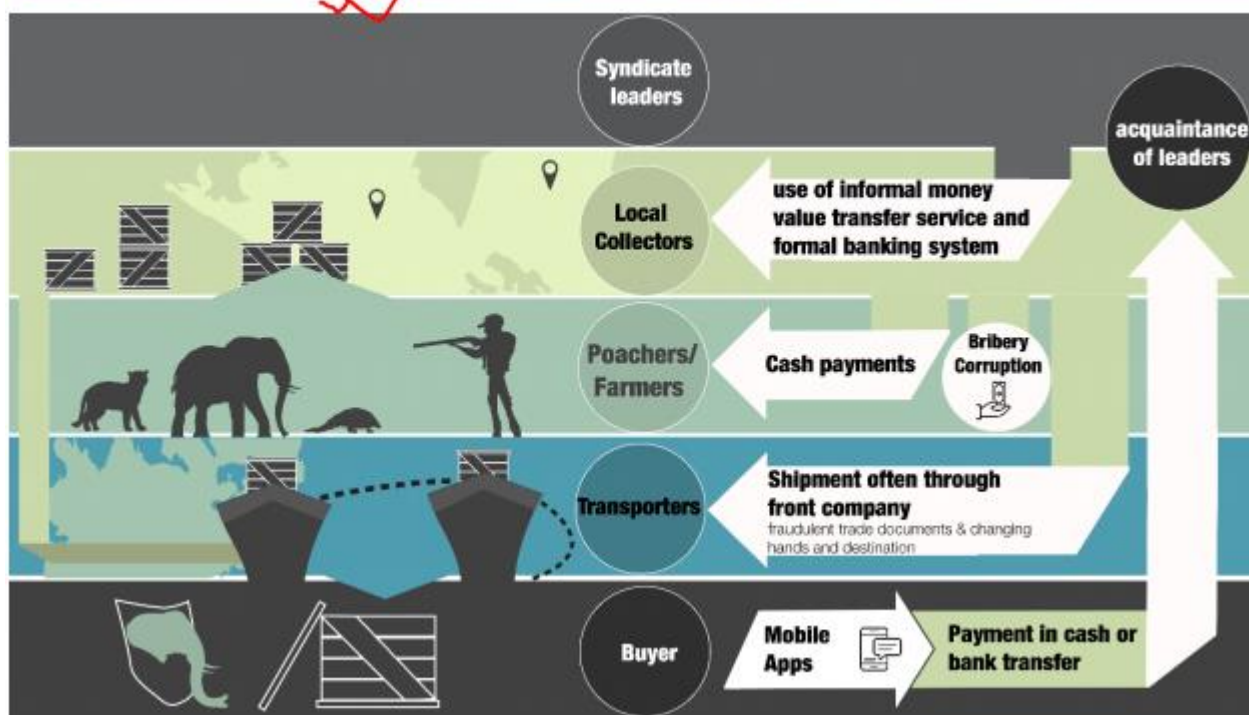 Syndicate
leaders
acquaintance
of leaders
Local
Collectors
use of informal money
value transfer service and
formal banking system
Poachers/
Farmers
Cash payments
Bribery
Corruption
Transporters
Shipment often through
front company
fraudulent trade documents & changing
hands and destination
Buyer
Mobile
Apps
Payment in cash or
bank transfer